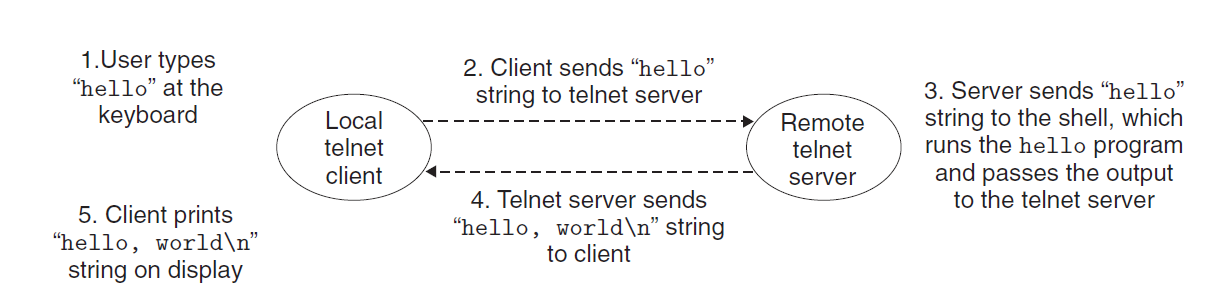 1.User types
“hello” at the
keyboard
2. Client sends “hello”
string to telnet server
Local
telnet
client
Remote
telnet
server
3. Server sends “hello”
string to the shell, which
runs the hello program
and passes the output
to the telnet server
4. Telnet server sends
“hello, world\n” string
to client
5. Client prints
“hello, world\n”
string on display